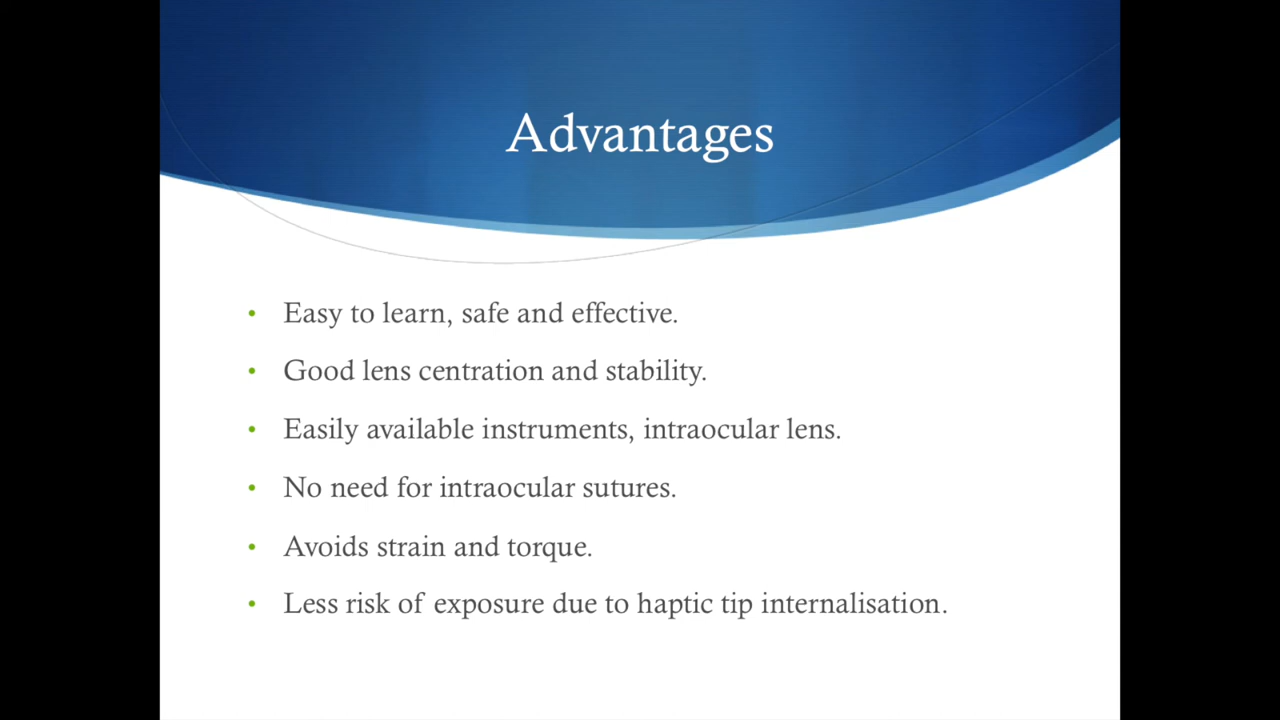 Advantages
• Easy to learn, safe and effective.
• Good lens centration and stability.
• Easily available instruments, intraocular lens.
• No need for intraocular sutures.
• Avoids strain and torque.
• Less risk of exposure due to haptic tip internalisation.